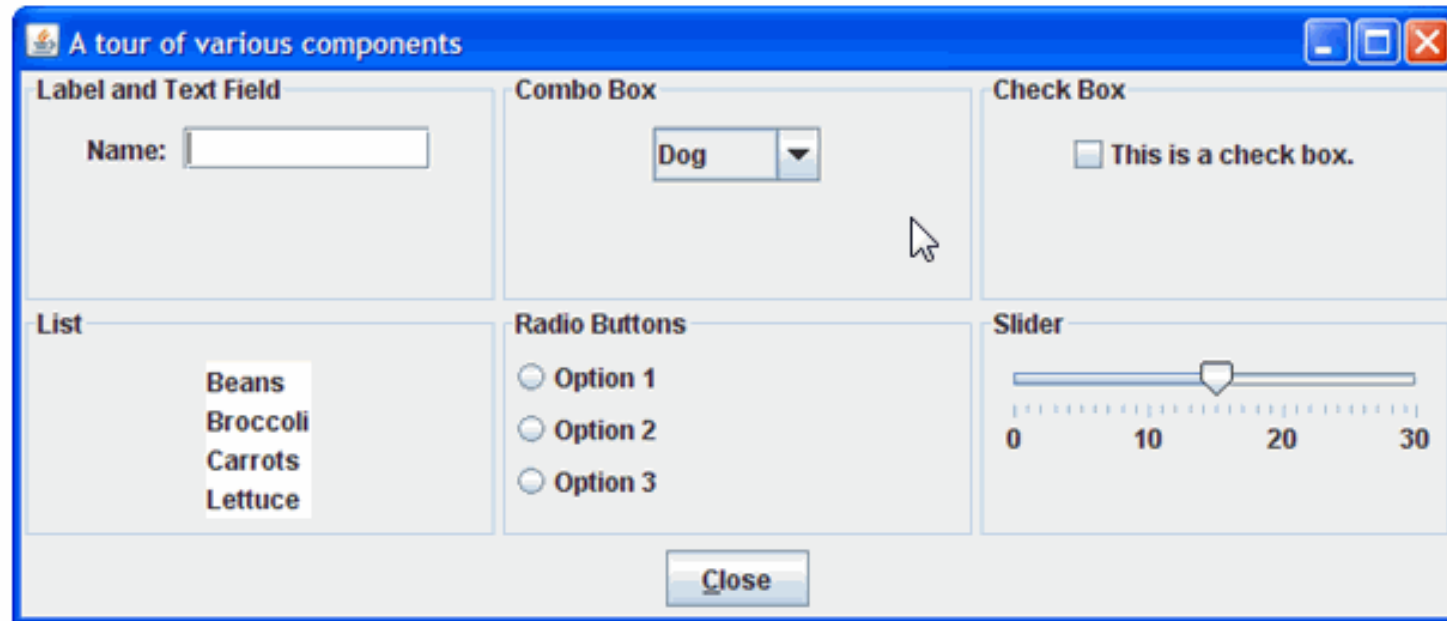 A tour of various components
Label and Text Field
Name:
Combo Box
Dog
Check Box
This is a check box.
List
Beans
Broccoli
Carrots
Lettuce
Radio Buttons
Option 1
Option 2
Option 3
Slider
0 10 20 30
Close